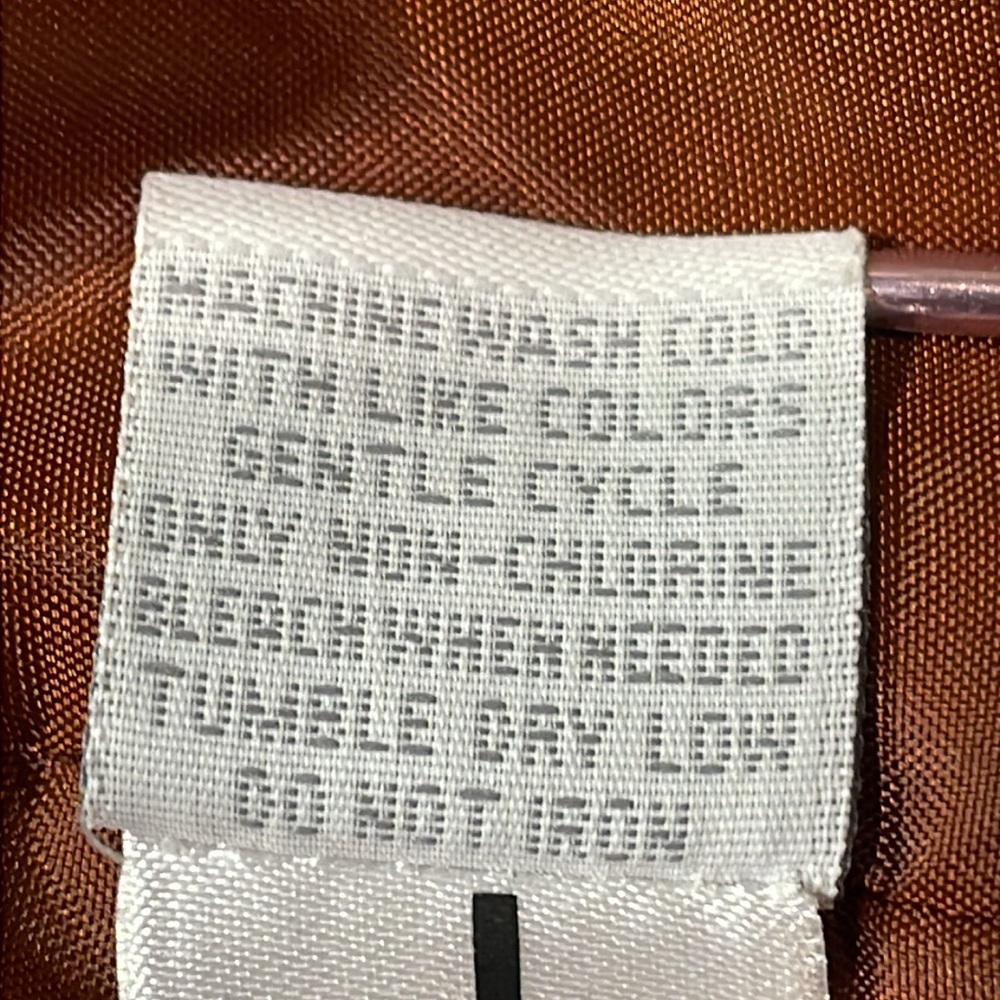 MACHINE WASH COLD
WITH LIKE COLORS
GENTLE CYCLE
ONLY NON-CHLORINE
BLEACH WHEN NEEDED
TUMBLE DRY LOW
DO NOT IRON